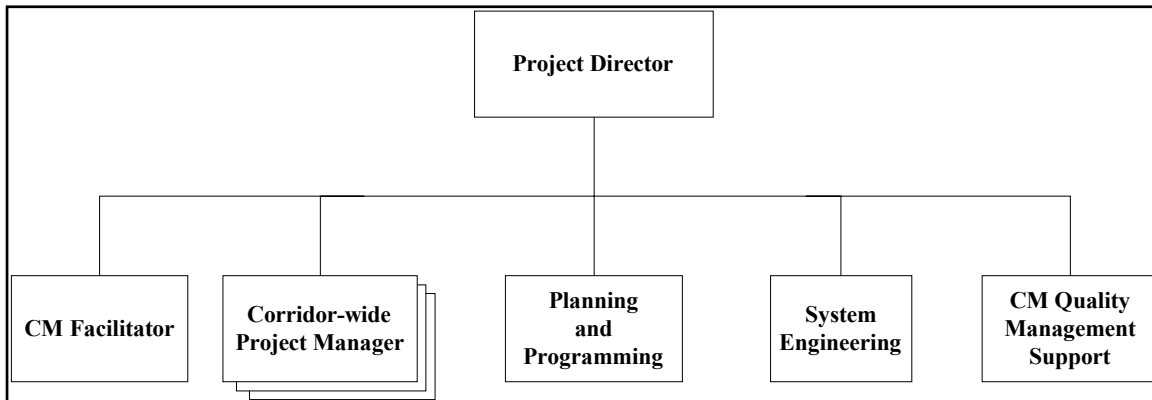 Project Director
CM Facilitator
Corridor-wide
Project Manager
Planning
and
Programming
System
Engineering
CM Quality
Management
Support